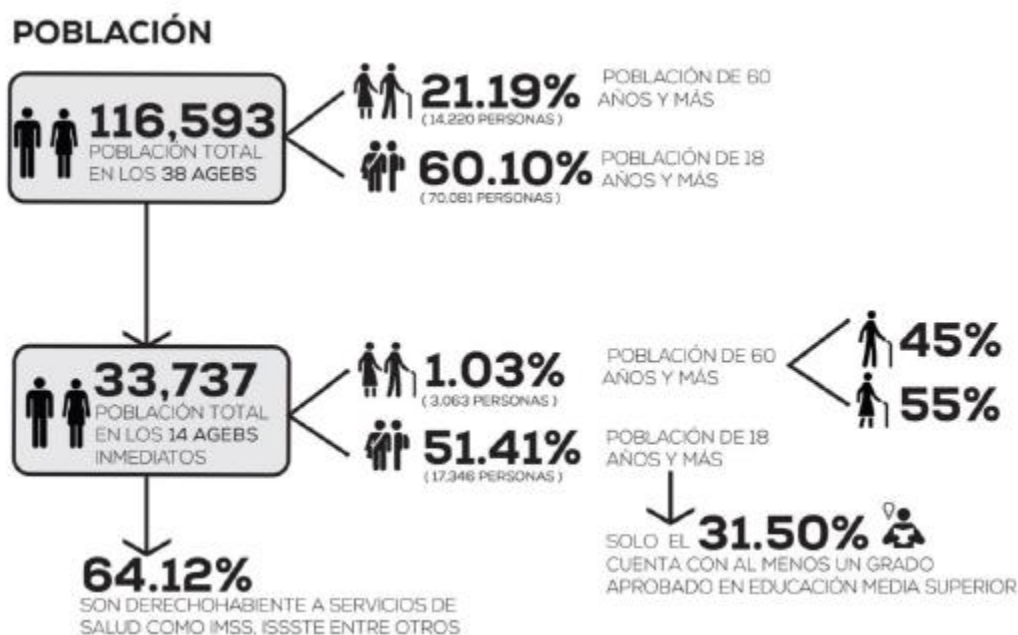 POBLACIÓN
116,593
POBLACIÓN TOTAL
EN LOS 38 AGEBS
21.19%
(14,220 PERSONAS)
POBLACIÓN DE 60
AÑOS Y MÁS
60.10%
(70,081 PERSONAS)
POBLACIÓN DE 18
AÑOS Y MÁS
33,737
POBLACIÓN TOTAL
EN LOS 14 AGEBS
INMEDIATOS
1.03%
(3,063 PERSONAS)
POBLACIÓN DE 60
AÑOS Y MÁS
45%
55%
51.41%
(17,346 PERSONAS)
POBLACIÓN DE 18
AÑOS Y MÁS
SOLO EL 31.50%
CUENTA CON AL MENOS UN GRADO
APROBADO EN EDUCACIÓN MEDIA SUPERIOR
64.12%
SON DERECHOHABIENTE A SERVICIOS DE
SALUD COMO IMSS, ISSSTE ENTRE OTROS